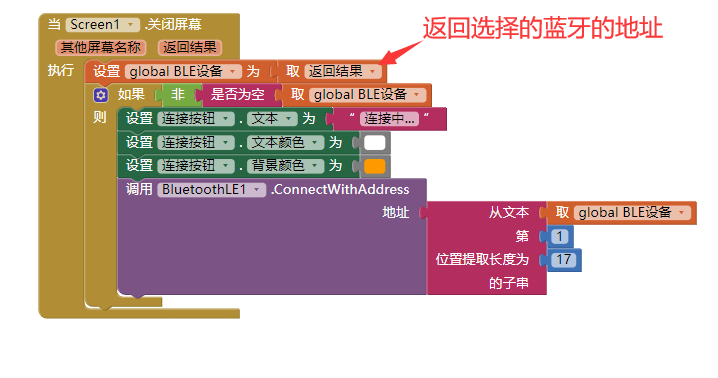 返回选择的蓝牙的地址
当 Screen1 .关闭屏幕
其他屏幕名称 返回结果
执行 设置 global BLE设备 为 取 返回结果
如果 非 是否为空 取 global BLE设备
则 设置 连接按钮 . 文本 为 “ 连接中... ”
设置 连接按钮 . 文本颜色 为
设置 连接按钮 . 背景颜色 为
调用 BluetoothLE1 .ConnectWithAddress
地址 从文本 取 global BLE设备
第 1
位置提取长度为 17
的子串